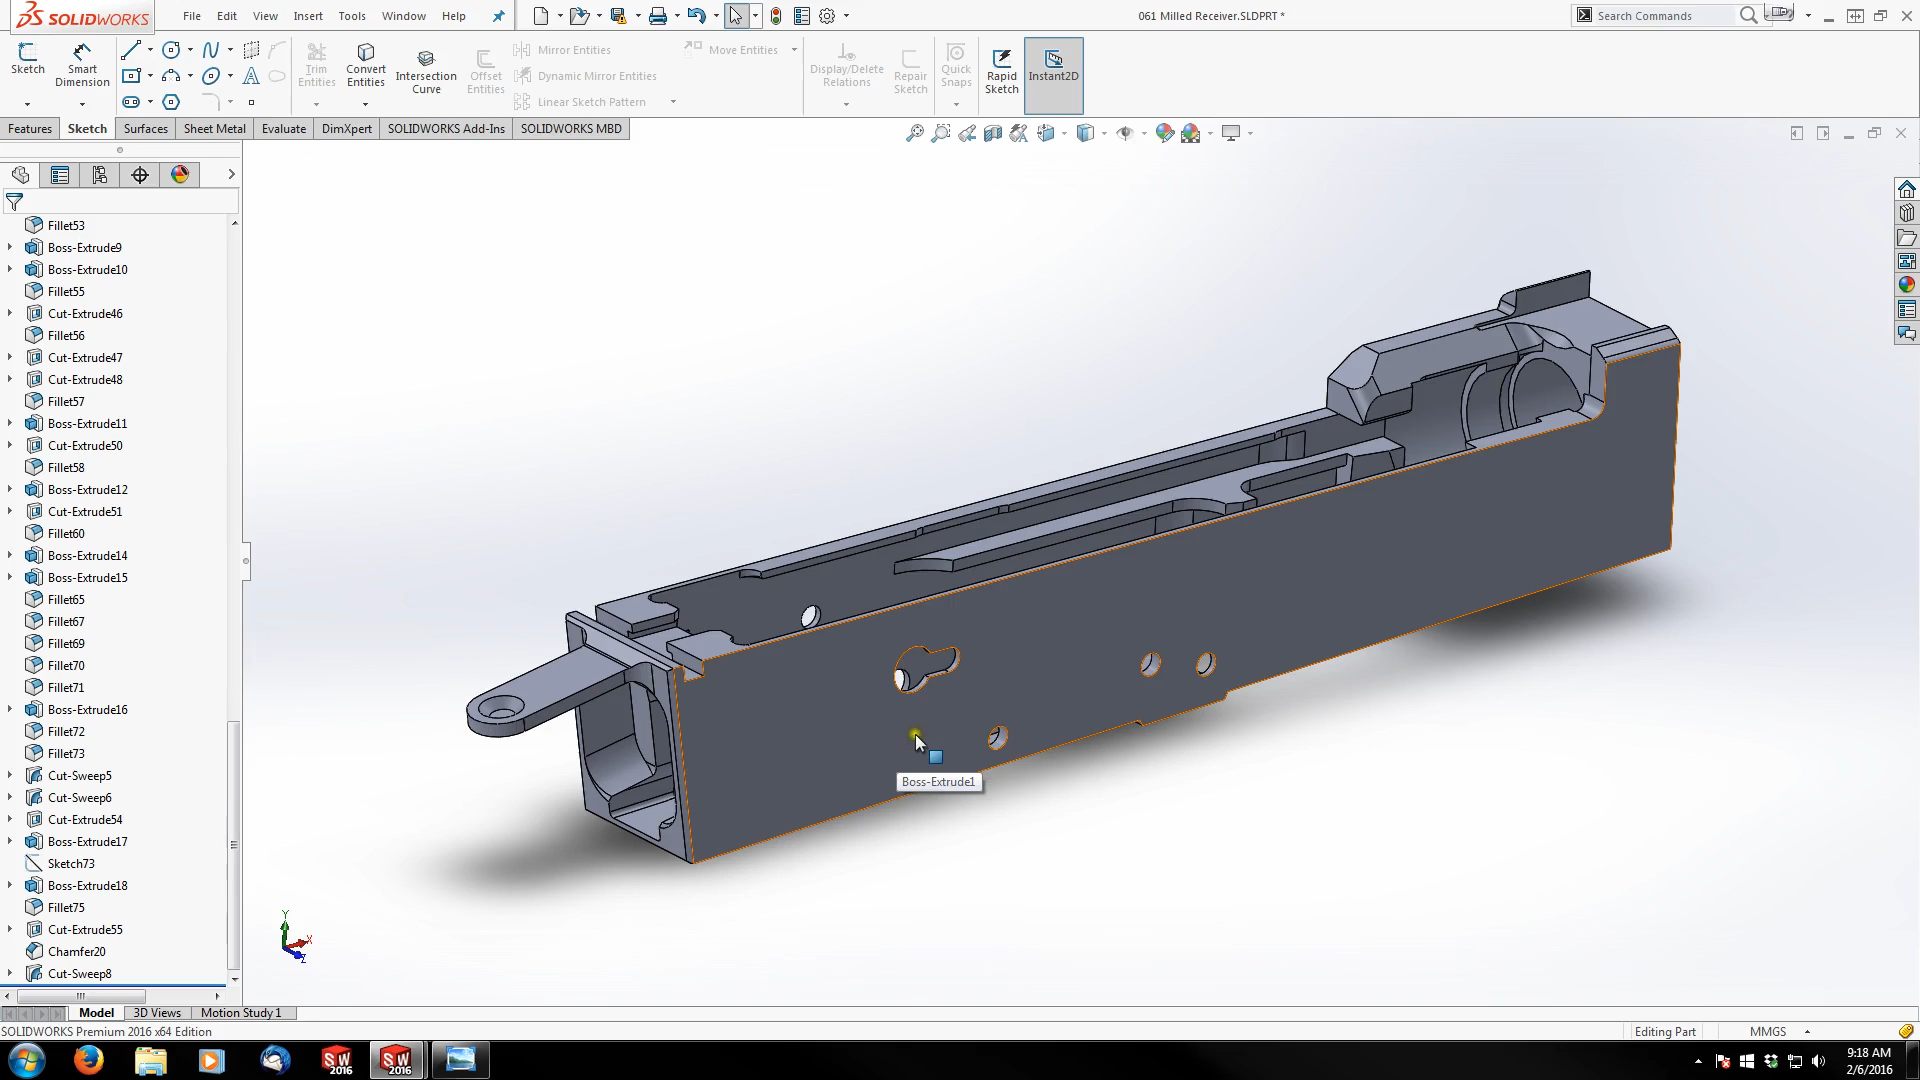 SOLIDWORKS
File Edit View Insert Tools Window Help
061 Milled Receiver.SLDPRT *
Search Commands
Sketch
Smart Dimension
Trim Entities
Convert Entities
Intersection Curve
Offset Entities
Mirror Entities
Dynamic Mirror Entities
Linear Sketch Pattern
Move Entities
Display/Delete Relations
Repair Sketch
Quick Snaps
Rapid Sketch
Instant2D
Features Sketch Surfaces Sheet Metal Evaluate DimXpert SOLIDWORKS Add-Ins SOLIDWORKS MBD
Fillet53
Boss-Extrude9
Boss-Extrude10
Fillet55
Cut-Extrude46
Fillet56
Cut-Extrude47
Cut-Extrude48
Fillet57
Boss-Extrude11
Cut-Extrude50
Fillet58
Boss-Extrude12
Cut-Extrude51
Fillet60
Boss-Extrude14
Boss-Extrude15
Fillet65
Fillet67
Fillet69
Fillet70
Fillet71
Boss-Extrude16
Fillet72
Fillet73
Cut-Sweep5
Cut-Sweep6
Cut-Extrude54
Boss-Extrude17
Sketch73
Boss-Extrude18
Fillet75
Cut-Extrude55
Chamfer20
Cut-Sweep8
Boss-Extrude1
Y
X
Z
Model 3D Views Motion Study 1
SOLIDWORKS Premium 2016 x64 Edition
Editing Part
MMGS
SW 2016
SW 2016
9:18 AM
2/6/2016